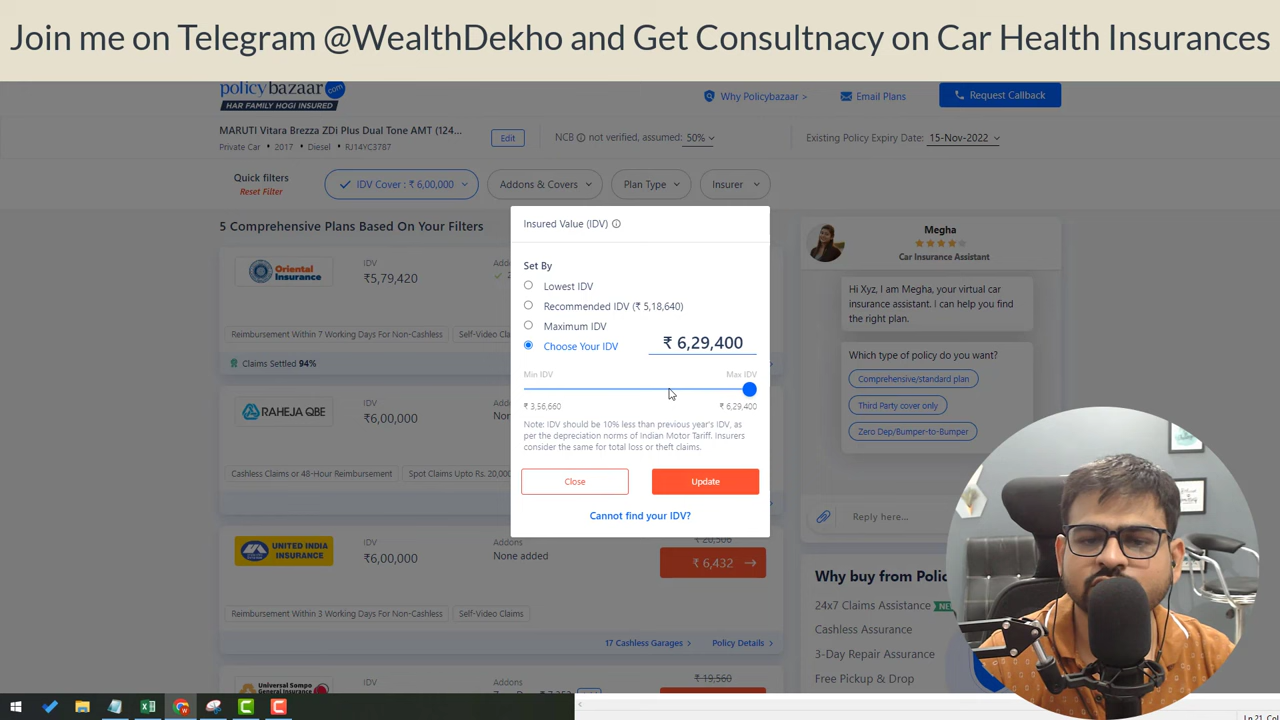 Join me on Telegram @WealthDekho and Get Consultnacy on Car Health Insurances
policybazaar.com
HAR FAMILY HOGI INSURED
Why Policybazaar >
Email Plans
Request Callback
MARUTI Vitara Brezza ZDi Plus Dual Tone AMT (124...
Private Car • 2017 • Diesel • RJ14YC3787
Edit
NCB not verified, assumed: 50%
Existing Policy Expiry Date: 15-Nov-2022
Quick filters
Reset Filter
IDV Cover : ₹ 6,00,000
Addons & Covers
Plan Type
Insurer
5 Comprehensive Plans Based On Your Filters
Oriental Insurance
IDV
₹5,79,420
Reimbursement Within 7 Working Days For Non-Cashless
Self-Video Claim
Claims Settled 94%
RAHEJA QBE
IDV
₹6,00,000
Cashless Claims or 48-Hour Reimbursement
Spot Claims Upto Rs. 20,000
UNITED INDIA
INSURANCE
IDV
₹6,00,000
Addons
None added
₹ 6,432
Reimbursement Within 3 Working Days For Non-Cashless
Self-Video Claims
17 Cashless Garages >
Policy Details >
Universal Sompo
General Insurance
₹ 19,560
Insured Value (IDV)
Set By
Lowest IDV
Recommended IDV (₹ 5,18,640)
Maximum IDV
Choose Your IDV
₹ 6,29,400
Min IDV
Max IDV
₹ 3,56,660
₹ 6,29,400
Note: IDV should be 10% less than previous year's IDV, as
per the depreciation norms of Indian Motor Tariff. Insurers
consider the same for total loss or theft claims.
Close
Update
Cannot find your IDV?
Megha
Car Insurance Assistant
Hi Xyz, I am Megha, your virtual car
insurance assistant. I can help you find
the right plan.
Which type of policy do you want?
Comprehensive/standard plan
Third Party cover only
Zero Dep/Bumper-to-Bumper
Reply here...
Why buy from
24x7 Claims Assistance
Cashless Assurance
3-Day Repair Assurance
Free Pickup & Drop